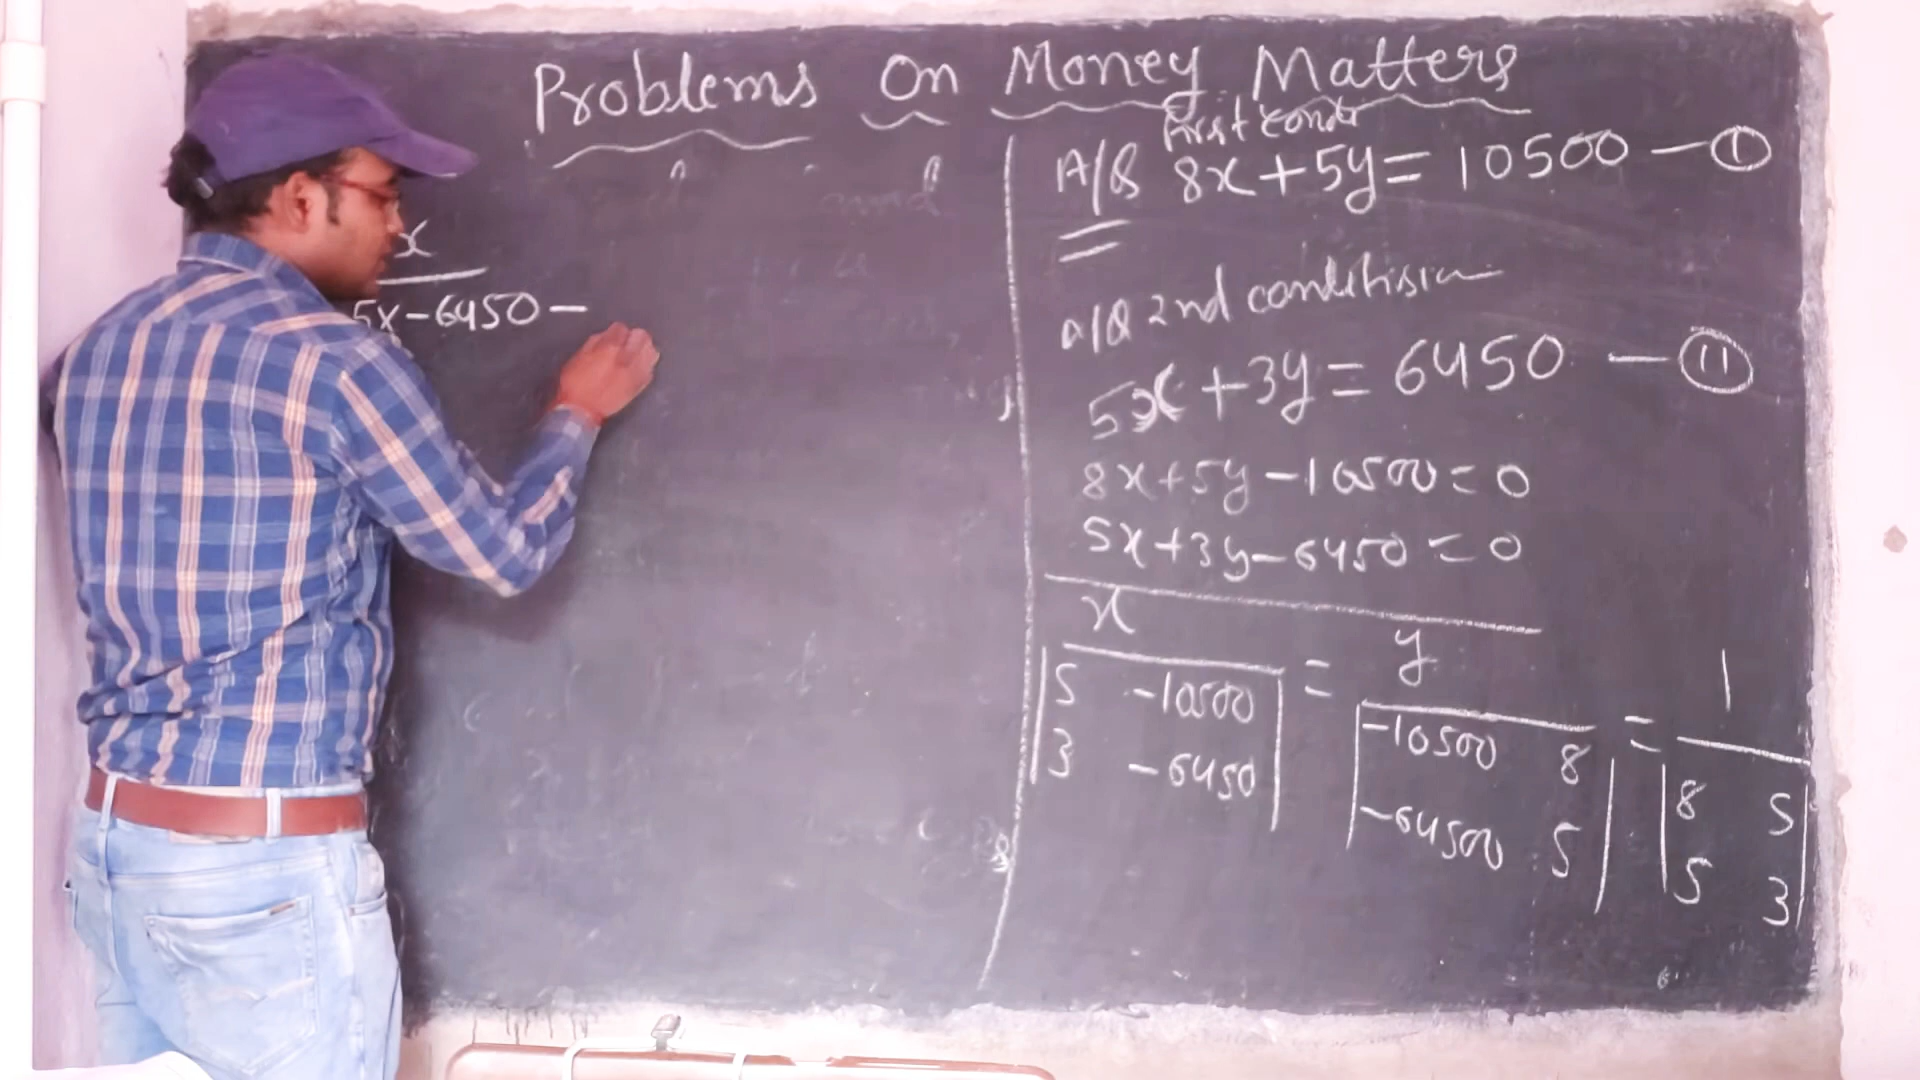 Problems On Money Matters
x
5x-6450-
First condr
A/Q 8x+5y=10500 — ①
a/Q 2nd condition
5x+3y=6450 — ⑪
8x+5y-10500=0
5x+3y-6450=0
x = y = 1
5 -10500 -10500 8 8 5
3 -6450 -64500 5 5 3